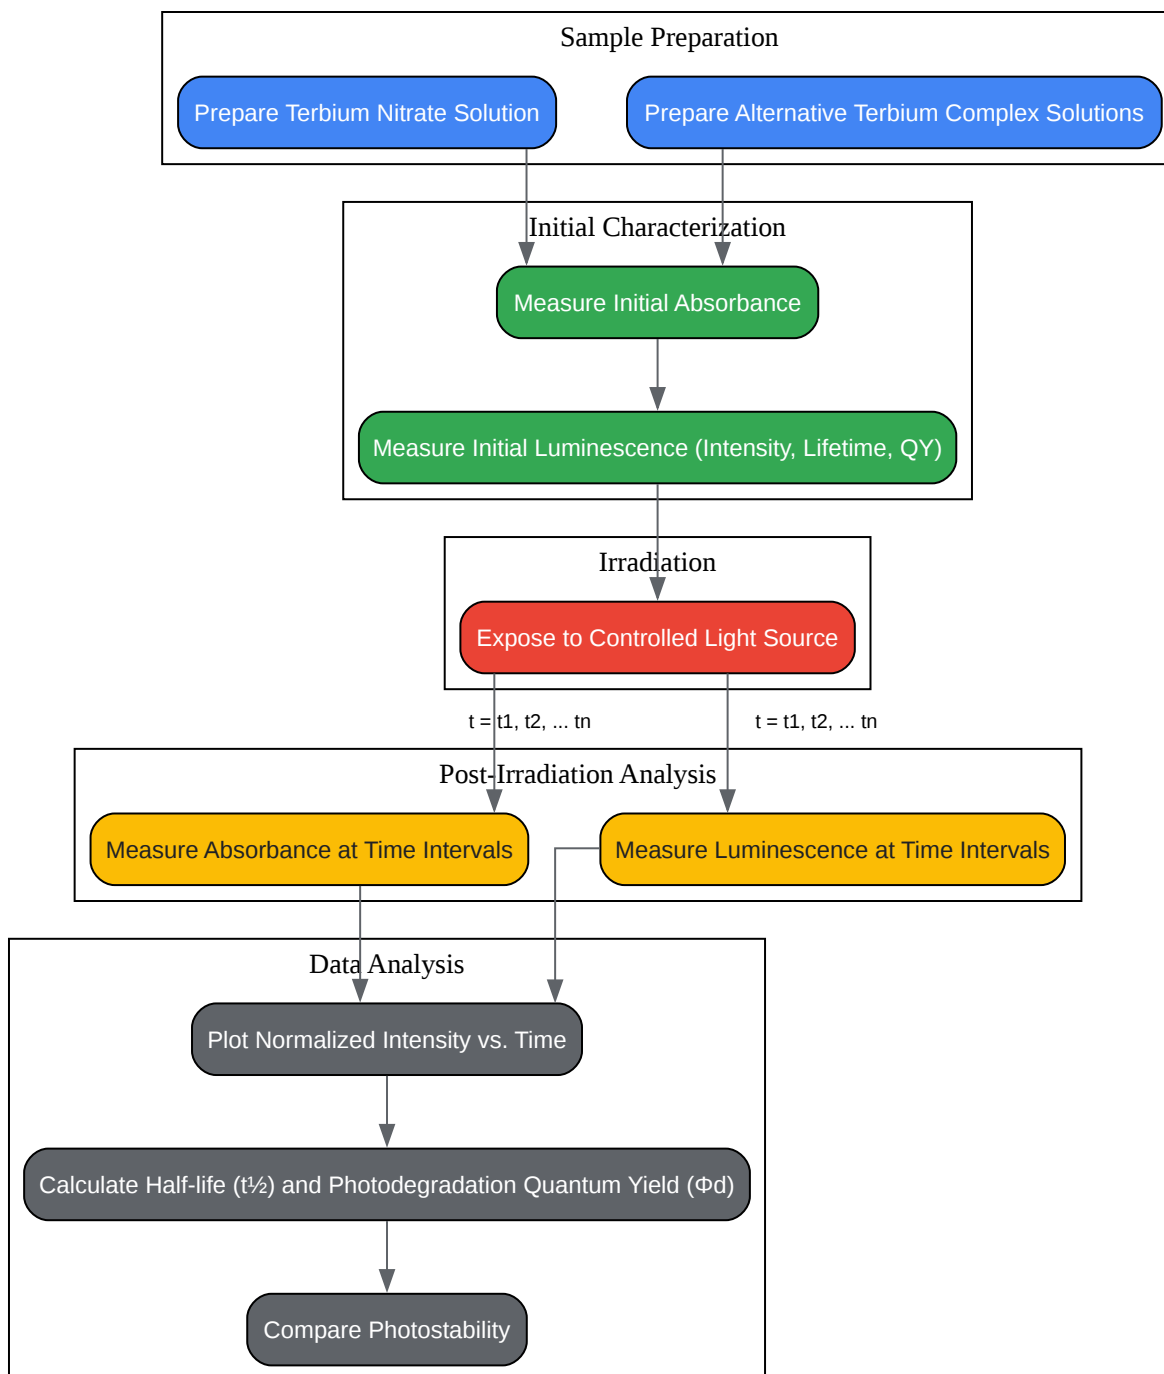 Sample Preparation
Prepare Terbium Nitrate Solution
Prepare Alternative Terbium Complex Solutions
Initial Characterization
Measure Initial Absorbance
Measure Initial Luminescence (Intensity, Lifetime, QY)
Irradiation
Expose to Controlled Light Source
t = t1, t2, ... tn
t = t1, t2, ... tn
Post-Irradiation Analysis
Measure Absorbance at Time Intervals
Measure Luminescence at Time Intervals
Data Analysis
Plot Normalized Intensity vs. Time
Calculate Half-life (t½) and Photodegradation Quantum Yield (Φd)
Compare Photostability